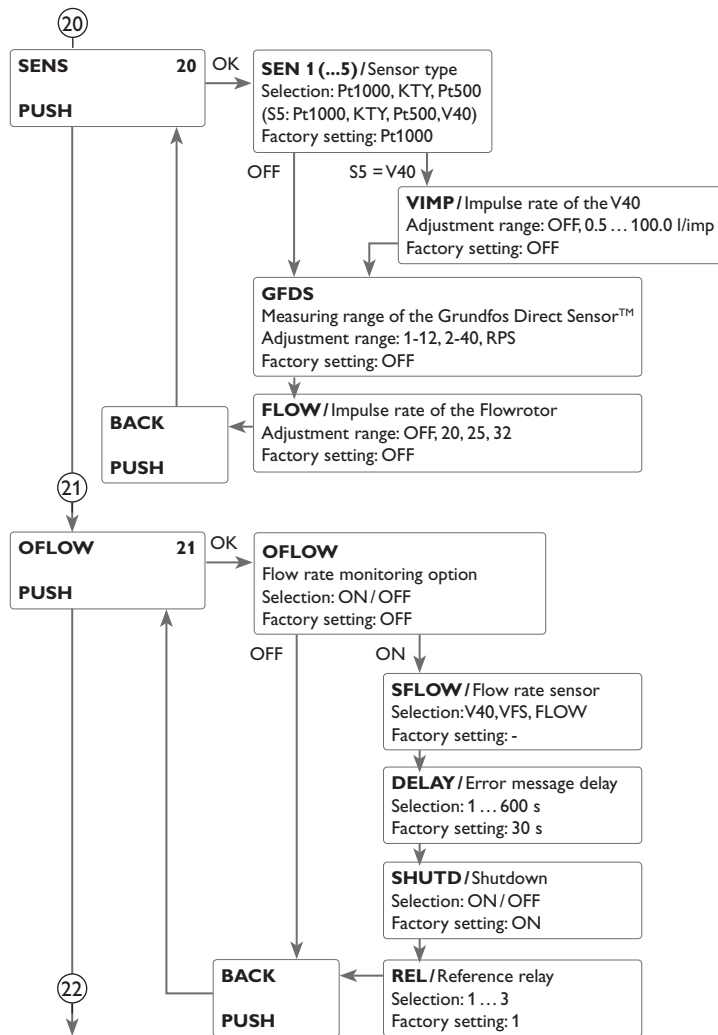 20
SENS 20
PUSH
OK
SEN 1 (...5) / Sensor type
Selection: Pt1000, KTY, Pt500
(S5: Pt1000, KTY, Pt500, V40)
Factory setting: Pt1000
OFF
S5 = V40
VIMP / Impulse rate of the V40
Adjustment range: OFF, 0.5 … 100.0 l/imp
Factory setting: OFF
GFDS
Measuring range of the Grundfos Direct Sensor™
Adjustment range: 1-12, 2-40, RPS
Factory setting: OFF
FLOW / Impulse rate of the Flowrotor
Adjustment range: OFF, 20, 25, 32
Factory setting: OFF
BACK
PUSH
21
OFLOW 21
PUSH
OK
OFLOW
Flow rate monitoring option
Selection: ON / OFF
Factory setting: OFF
OFF
ON
SFLOW / Flow rate sensor
Selection: V40, VFS, FLOW
Factory setting: -
DELAY / Error message delay
Selection: 1 … 600 s
Factory setting: 30 s
SHUTD / Shutdown
Selection: ON / OFF
Factory setting: ON
REL / Reference relay
Selection: 1 … 3
Factory setting: 1
BACK
PUSH
22